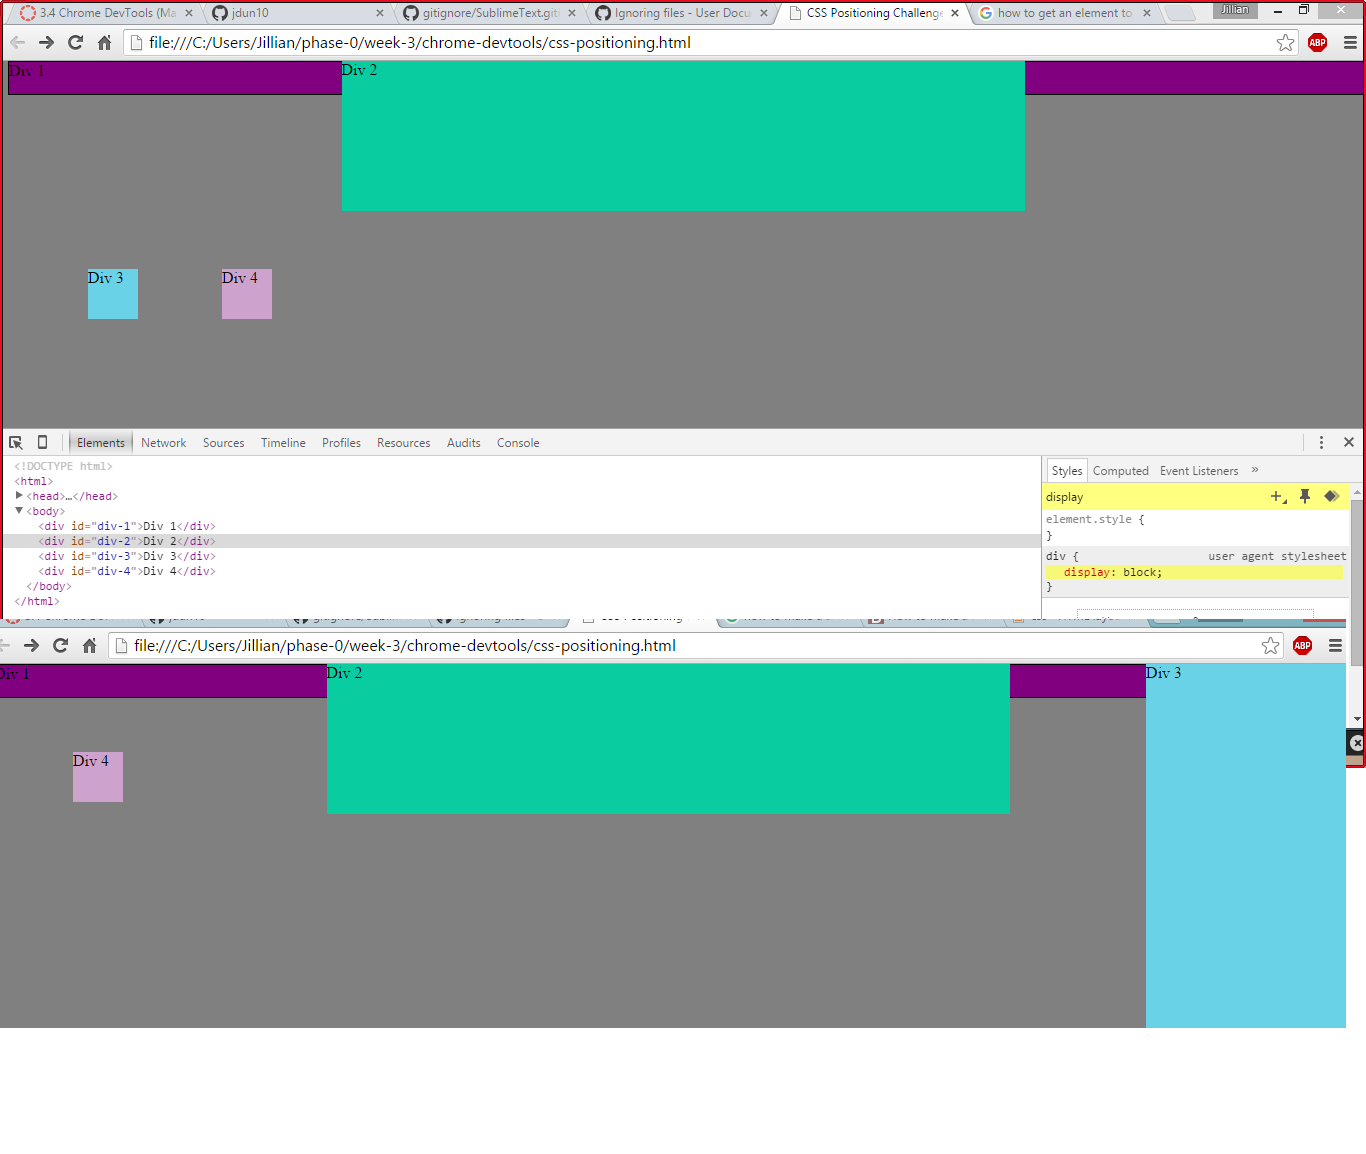 3.4 Chrome DevTools (Ma
jdun10
gitignore/SublimeText.giti
Ignoring files - User Docu
CSS Positioning Challenge
how to get an element to
Jillian
file:///C:/Users/Jillian/phase-0/week-3/chrome-devtools/css-positioning.html
ABP
Div 1
Div 2
Div 3
Div 4
Elements Network Sources Timeline Profiles Resources Audits Console
<!DOCTYPE html>
<html>
<head>…</head>
<body>
<div id="div-1">Div 1</div>
<div id="div-2">Div 2</div>
<div id="div-3">Div 3</div>
<div id="div-4">Div 4</div>
</body>
</html>
Styles Computed Event Listeners »
display
element.style {
}
div { user agent stylesheet
display: block;
}
file:///C:/Users/Jillian/phase-0/week-3/chrome-devtools/css-positioning.html
ABP
Div 1
Div 2
Div 3
Div 4